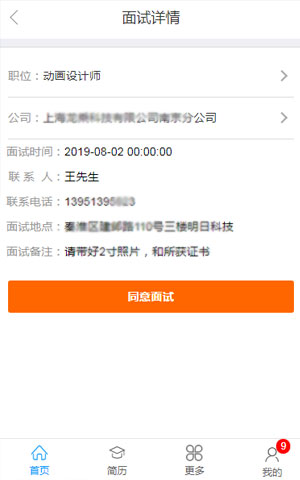 面试详情
职位：动画设计师
公司：上海 科技有限公司南京分公司
面试时间：2019-08-02 00:00:00
联 系 人：王先生
联系电话：13951395 23
面试地点：秦淮区建邺路110号三楼明日科技
面试备注：请带好2寸照片，和所获证书
同意面试
9
首页 简历 更多 我的